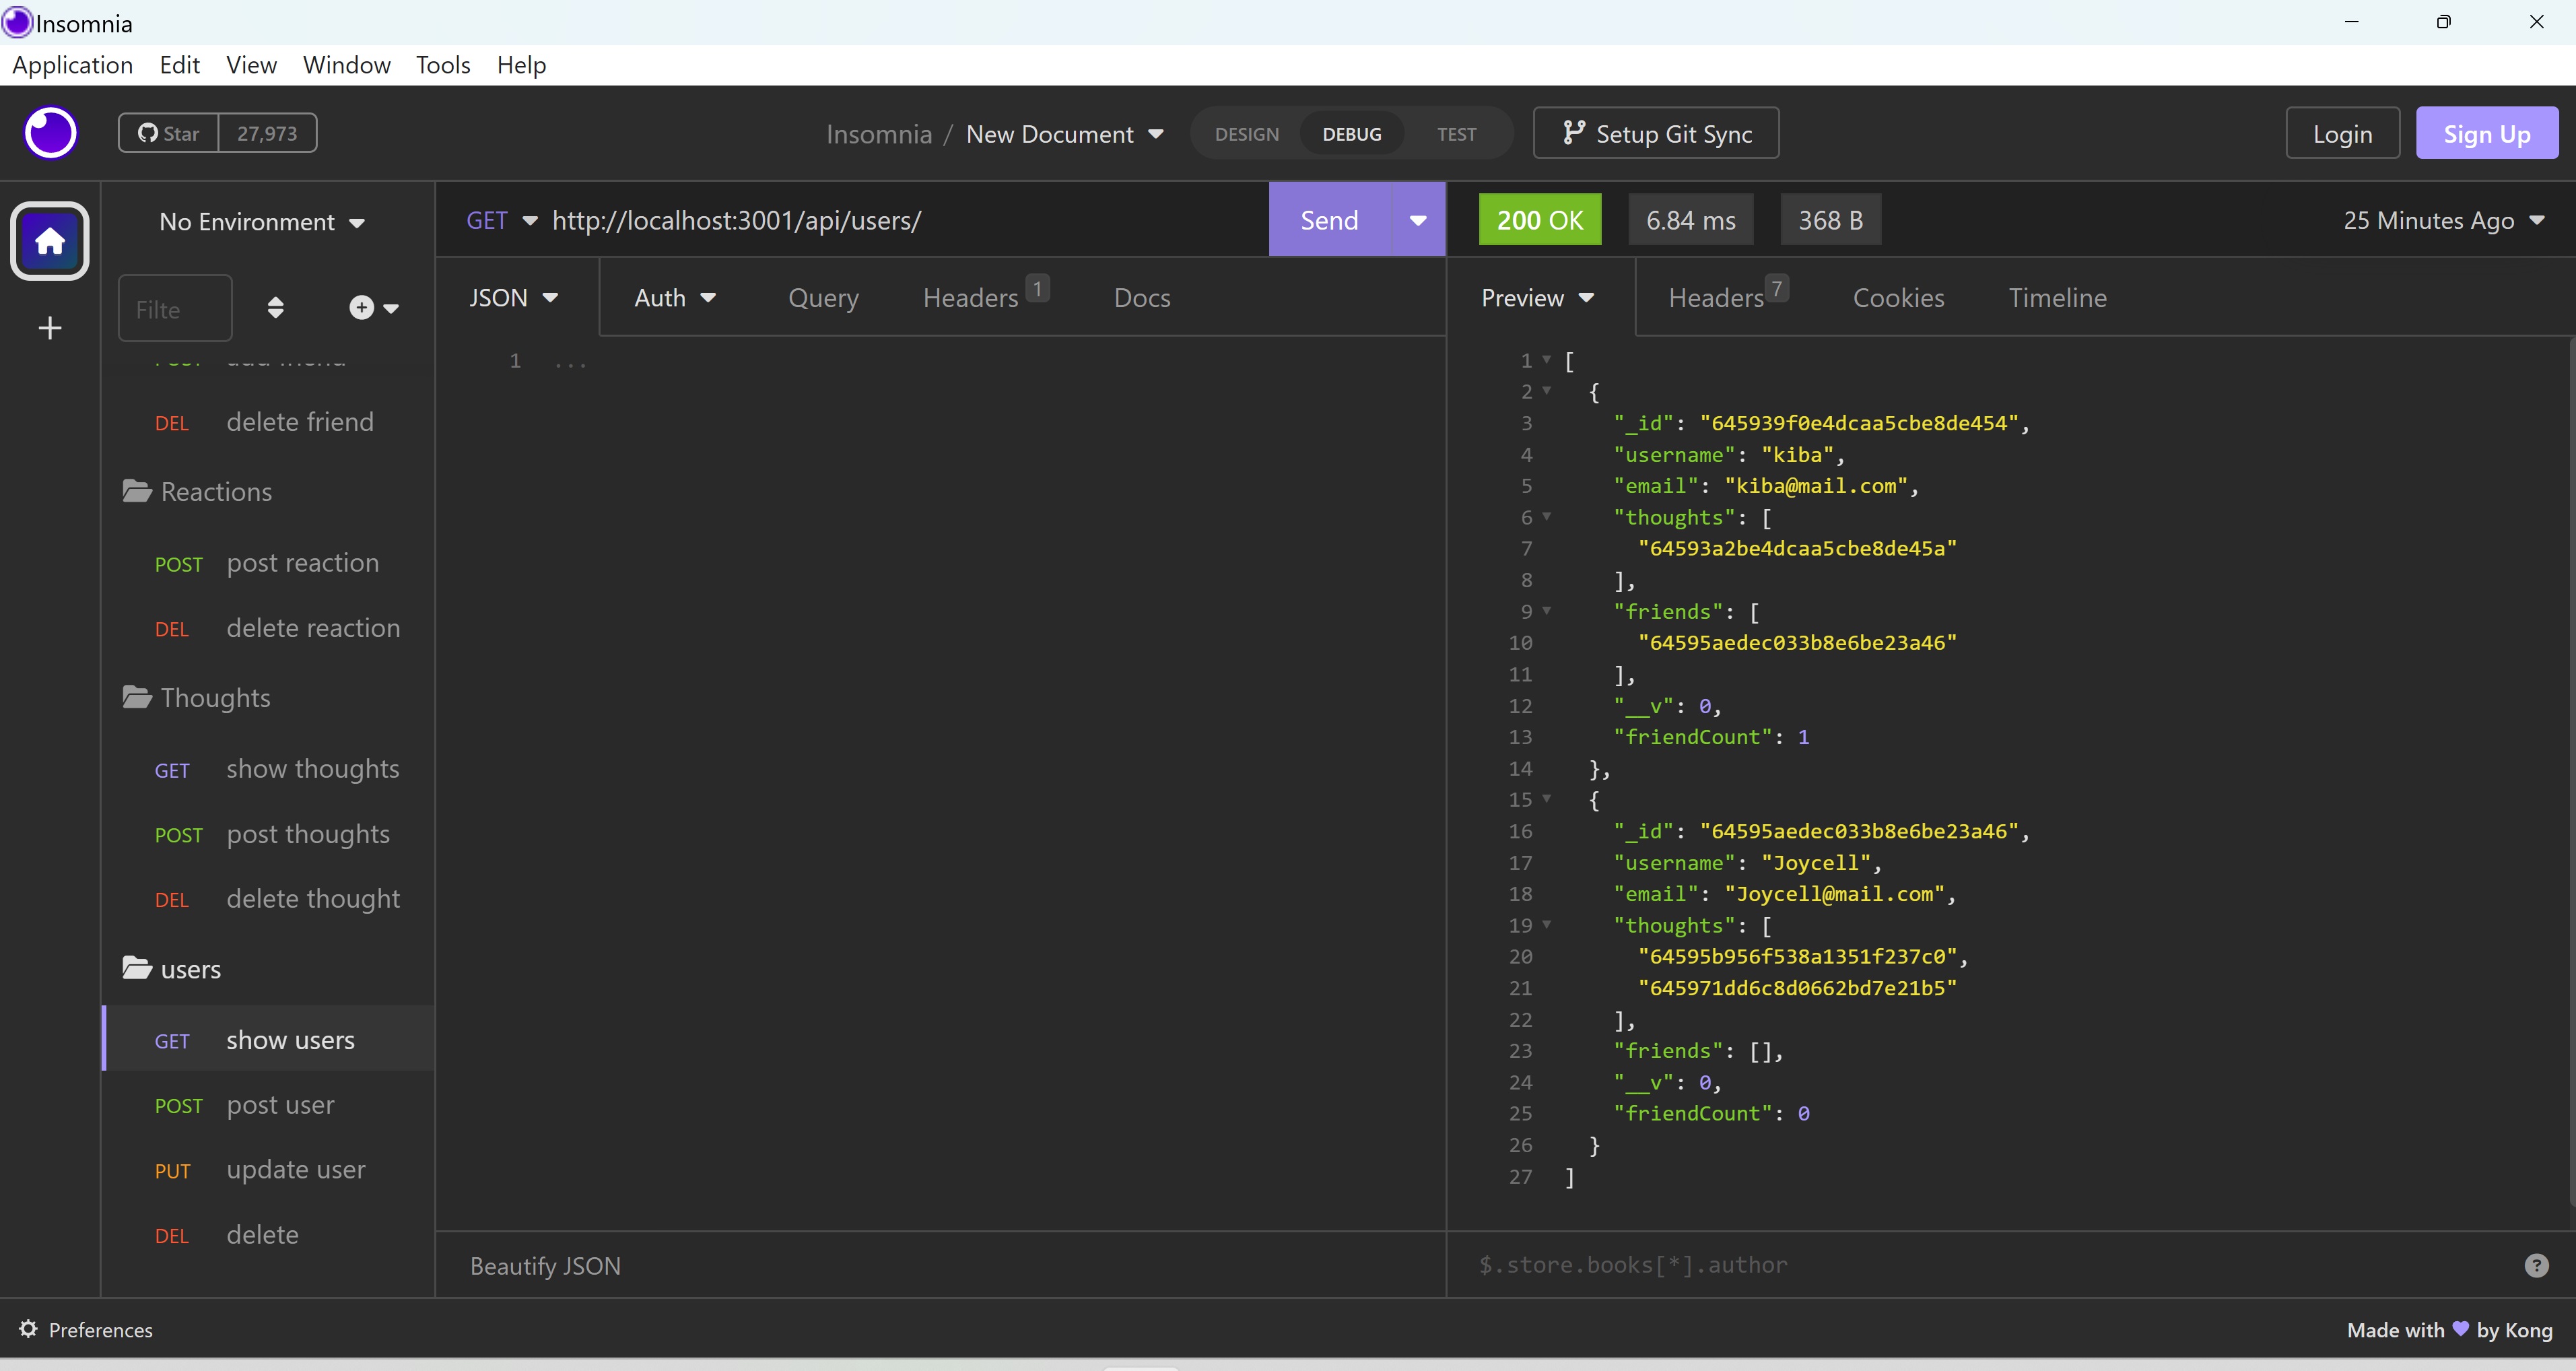 Insomnia
Application Edit View Window Tools Help
Star 27,973
Insomnia / New Document
DESIGN DEBUG TEST
Setup Git Sync
Login Sign Up
No Environment
Filte
delete friend
DEL delete friend
Reactions
POST post reaction
DEL delete reaction
Thoughts
GET show thoughts
POST post thoughts
DEL delete thought
users
GET show users
POST post user
PUT update user
DEL delete
GET http://localhost:3001/api/users/ Send
JSON Auth Query Headers 1 Docs
1 ...
Beautify JSON
200 OK 6.84 ms 368 B 25 Minutes Ago
Preview Headers 7 Cookies Timeline
1 [
2 {
3 "_id": "645939f0e4dcaa5cbe8de454",
4 "username": "kiba",
5 "email": "kiba@mail.com",
6 "thoughts": [
7 "64593a2be4dcaa5cbe8de45a"
8 ],
9 "friends": [
10 "64595aedec033b8e6be23a46"
11 ],
12 "__v": 0,
13 "friendCount": 1
14 },
15 {
16 "_id": "64595aedec033b8e6be23a46",
17 "username": "Joycell",
18 "email": "Joycell@mail.com",
19 "thoughts": [
20 "64595b956f538a1351f237c0",
21 "645971dd6c8d0662bd7e21b5"
22 ],
23 "friends": [],
24 "__v": 0,
25 "friendCount": 0
26 }
27 ]
$.store.books[*].author
Preferences
Made with by Kong